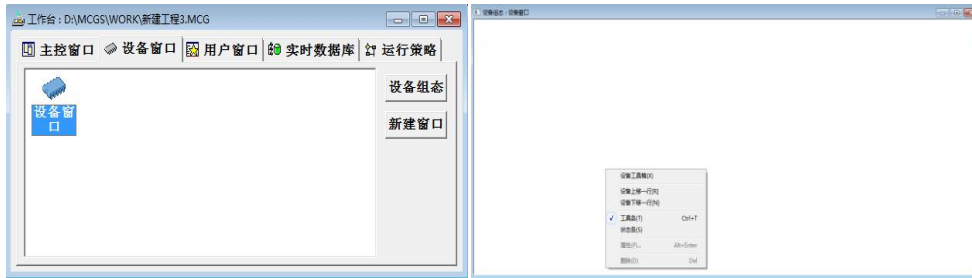 工作台 : D:\MCGS\WORK\新建工程3.MCG
主控窗口 设备窗口 用户窗口 实时数据库 运行策略
设备窗
口
设备组态
新建窗口
设备组态 : 设备窗口
设备工具箱(X)
设备上移一行(R)
设备下移一行(N)
✓ 工具条(T) Ctrl+T
状态条(S)
属性(P)... Alt+Enter
删除(D) Del